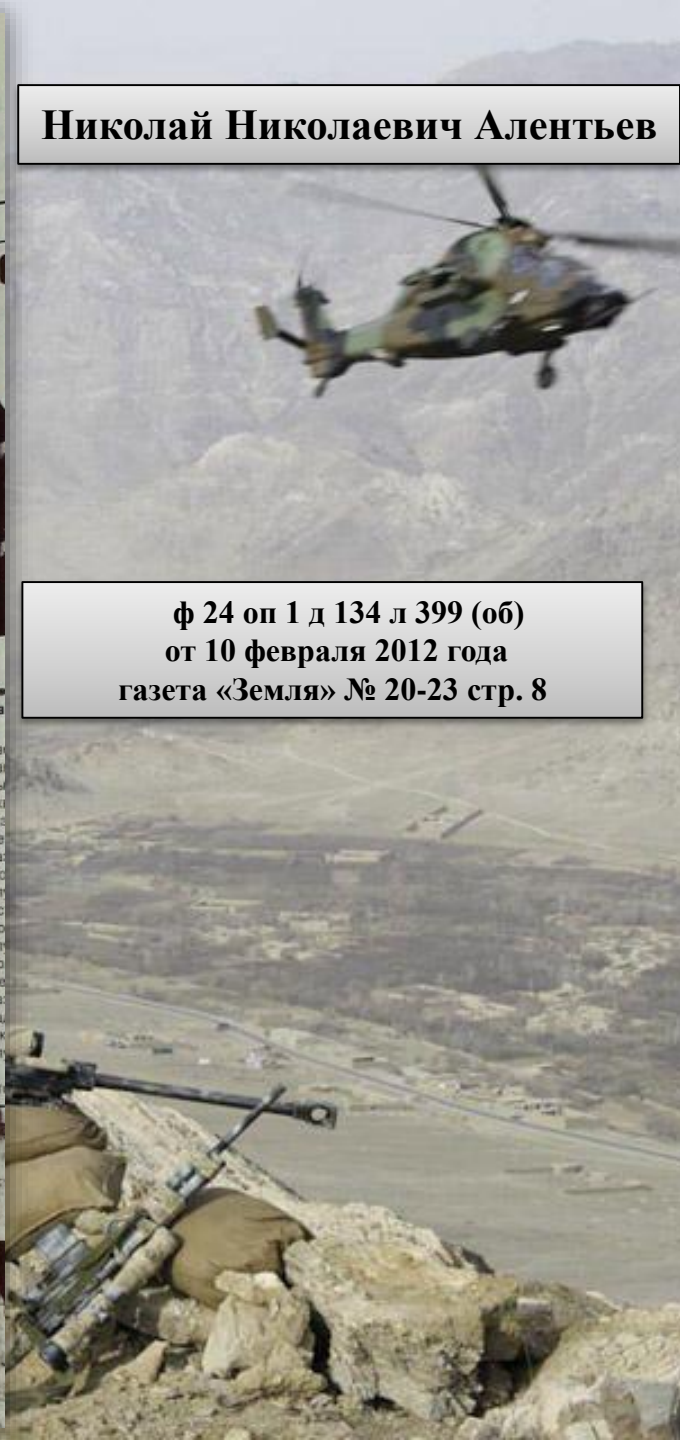 Николай Николаевич Алентьев
ф 24 оп 1 д 134 л 399 (об)
от 10 февраля 2012 года
газета «Земля» № 20-23 стр. 8